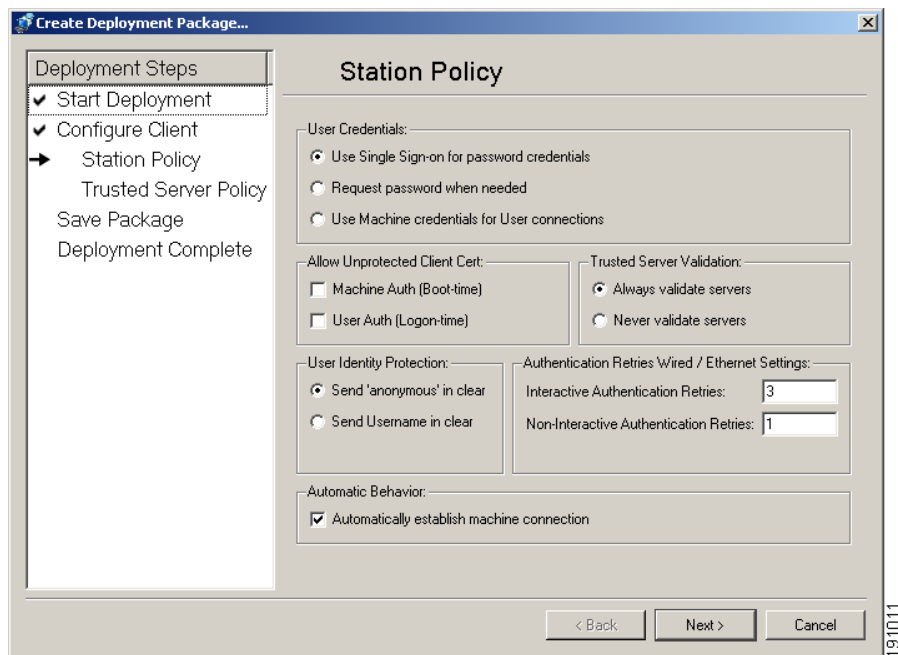 Create Deployment Package...
Deployment Steps
Start Deployment
Configure Client
Station Policy
Trusted Server Policy
Save Package
Deployment Complete
Station Policy
User Credentials:
Use Single Sign-on for password credentials
Request password when needed
Use Machine credentials for User connections
Allow Unprotected Client Cert:
Machine Auth (Boot-time)
User Auth (Logon-time)
Trusted Server Validation:
Always validate servers
Never validate servers
User Identity Protection:
Send 'anonymous' in clear
Send Username in clear
Authentication Retries Wired / Ethernet Settings:
Interactive Authentication Retries: 3
Non-Interactive Authentication Retries: 1
Automatic Behavior:
Automatically establish machine connection
< Back
Next >
Cancel
191011